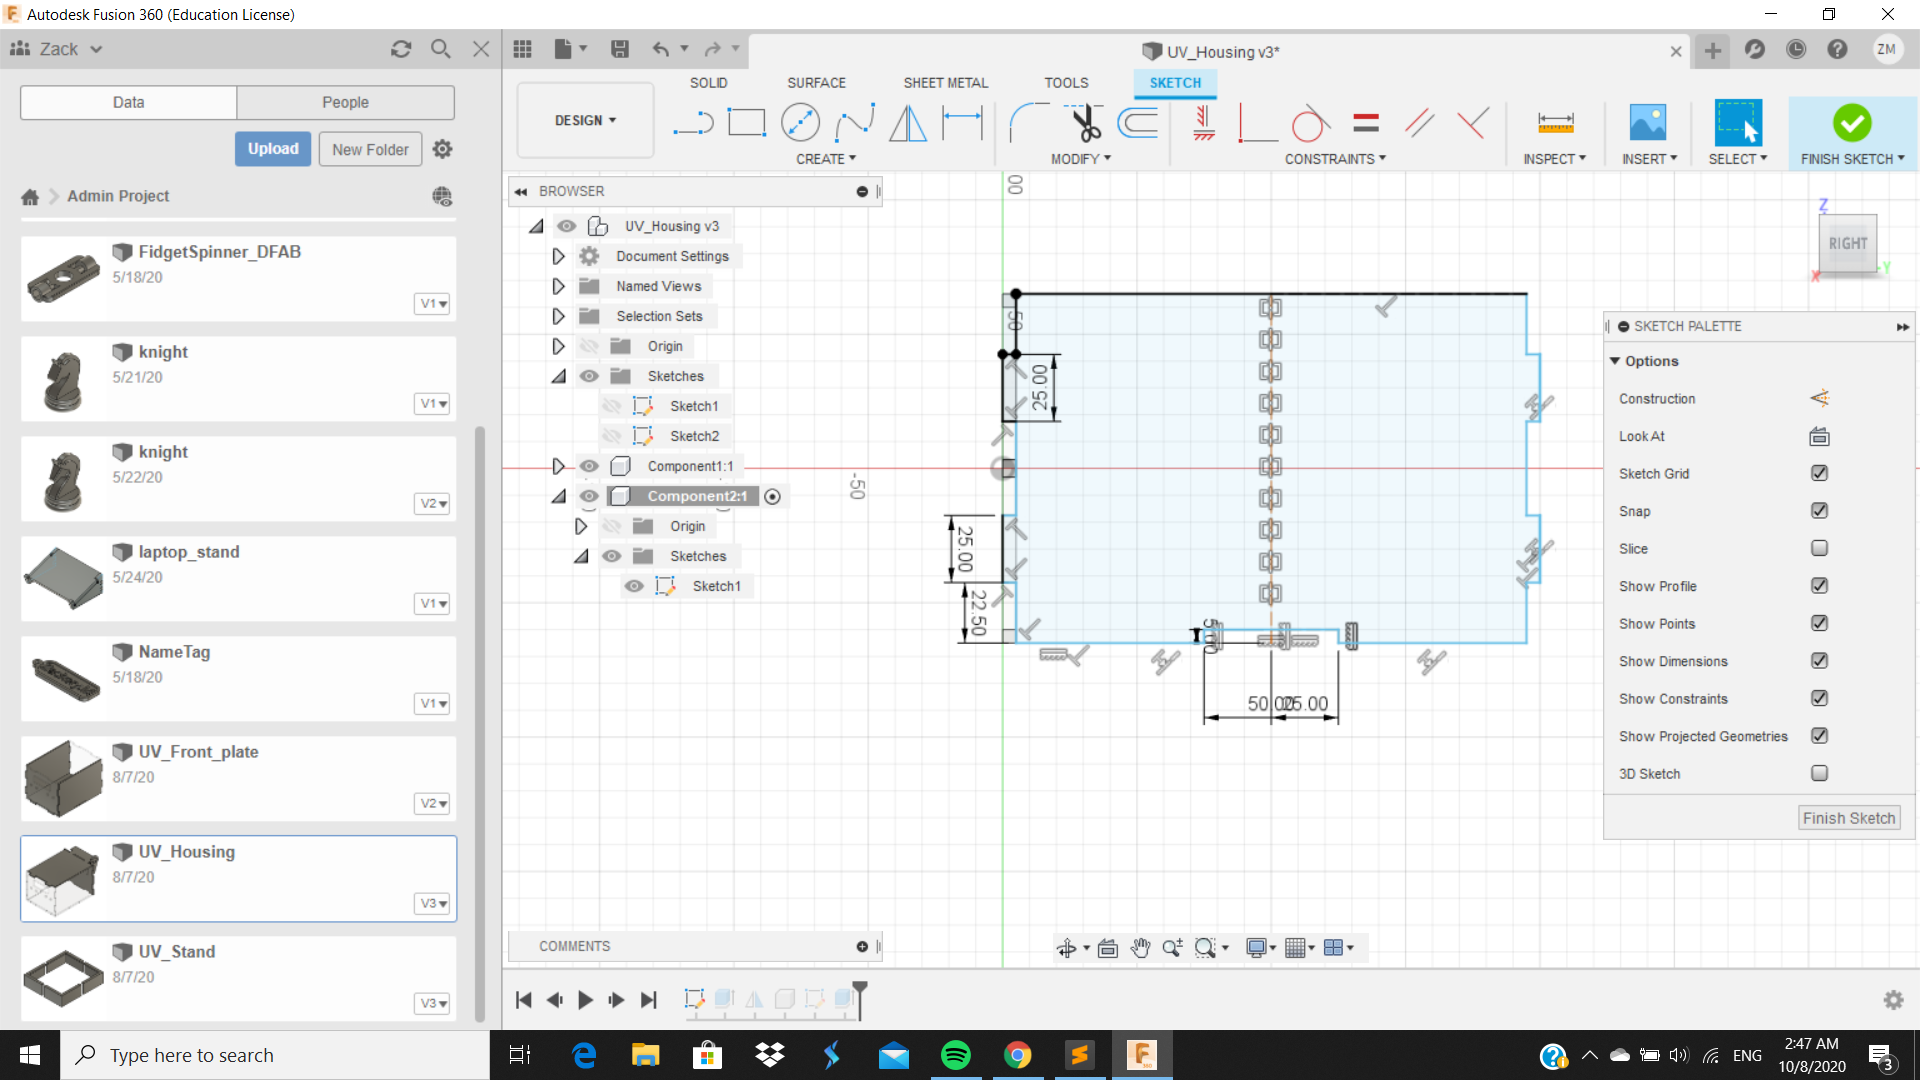 Autodesk Fusion 360 (Education License)
Zack
UV_Housing v3*
ZM
Data
People
Upload
New Folder
Admin Project
FidgetSpinner_DFAB
5/18/20
V1
knight
5/21/20
V1
knight
5/22/20
V2
laptop_stand
5/24/20
V1
NameTag
5/18/20
V1
UV_Front_plate
8/7/20
V2
UV_Housing
8/7/20
V3
UV_Stand
8/7/20
V3
SOLID
SURFACE
SHEET METAL
TOOLS
SKETCH
DESIGN
CREATE
MODIFY
CONSTRAINTS
INSPECT
INSERT
SELECT
FINISH SKETCH
BROWSER
UV_Housing v3
Document Settings
Named Views
Selection Sets
Origin
Sketches
Sketch1
Sketch2
Component1:1
Component2:1
Origin
Sketches
Sketch1
00
50
25.00
-50
25.00
22.50
5.00
50.00
25.00
Z
RIGHT
X
Y
SKETCH PALETTE
Options
Construction
Look At
Sketch Grid
Snap
Slice
Show Profile
Show Points
Show Dimensions
Show Constraints
Show Projected Geometries
3D Sketch
Finish Sketch
COMMENTS
Type here to search
ENG
2:47 AM
10/8/2020
3